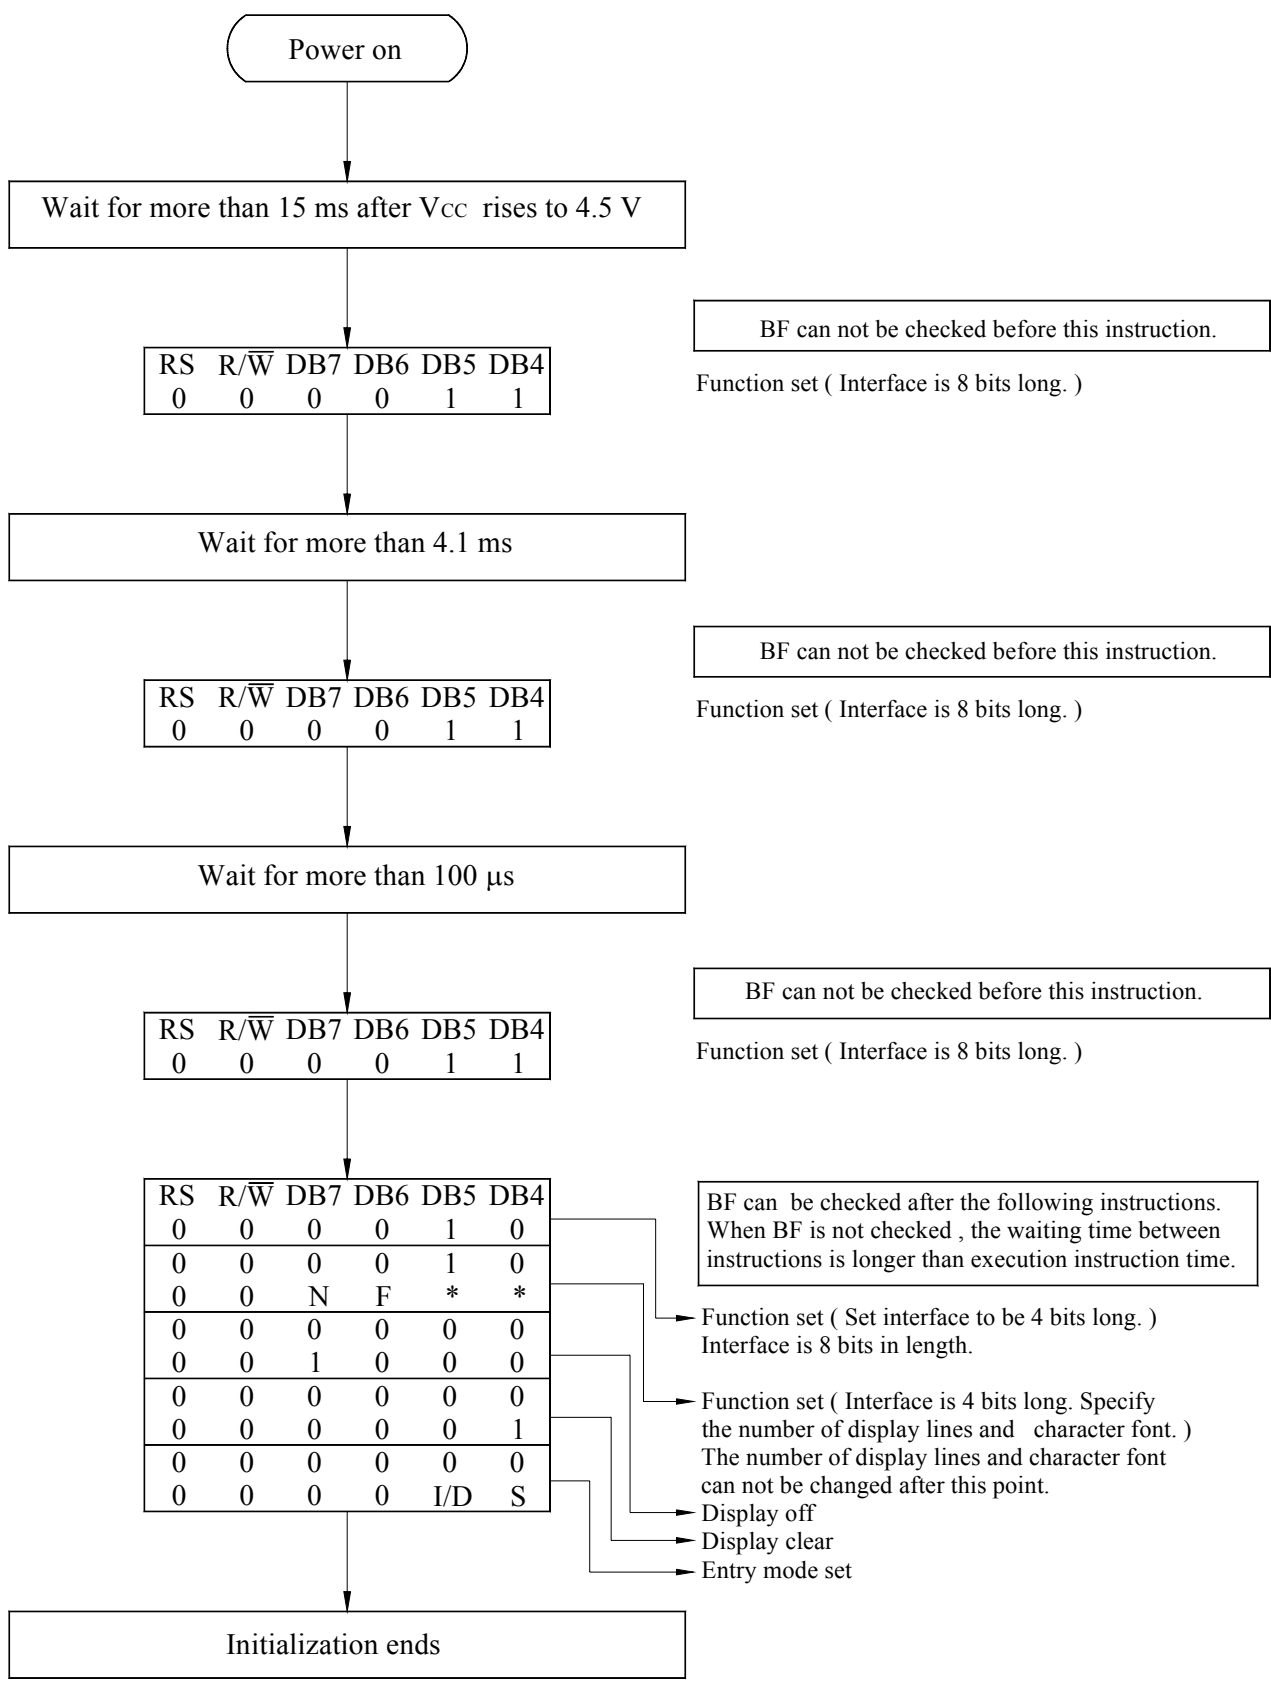 Power on
Wait for more than 15 ms after VCC rises to 4.5 V
BF can not be checked before this instruction.
RS R/W̅ DB7 DB6 DB5 DB4
0 0 0 0 1 1
Function set ( Interface is 8 bits long. )
Wait for more than 4.1 ms
BF can not be checked before this instruction.
RS R/W̅ DB7 DB6 DB5 DB4
0 0 0 0 1 1
Function set ( Interface is 8 bits long. )
Wait for more than 100 μs
BF can not be checked before this instruction.
RS R/W̅ DB7 DB6 DB5 DB4
0 0 0 0 1 1
Function set ( Interface is 8 bits long. )
RS R/W̅ DB7 DB6 DB5 DB4
0 0 0 0 1 0
0 0 0 0 1 0
0 0 N F * *
0 0 0 0 0 0
0 0 1 0 0 0
0 0 0 0 0 0
0 0 0 0 0 1
0 0 0 0 0 0
0 0 0 0 I/D S
BF can be checked after the following instructions.
When BF is not checked , the waiting time between
instructions is longer than execution instruction time.
Function set ( Set interface to be 4 bits long. )
Interface is 8 bits in length.
Function set ( Interface is 4 bits long. Specify
the number of display lines and character font. )
The number of display lines and character font
can not be changed after this point.
Display off
Display clear
Entry mode set
Initialization ends